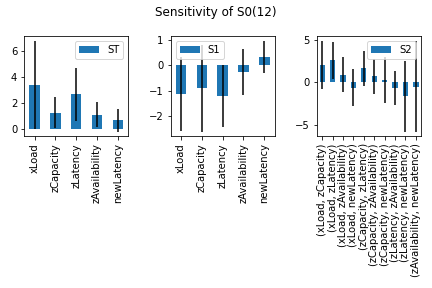 Sensitivity of S0(12)
ST
6
4
2
0
xLoad
zCapacity
zLatency
zAvailability
newLatency
S1
1
0
−1
−2
xLoad
zCapacity
zLatency
zAvailability
newLatency
S2
5
0
−5
(xLoad, zCapacity)
(xLoad, zLatency)
(xLoad, zAvailability)
(xLoad, newLatency)
(zCapacity, zLatency)
(zCapacity, zAvailability)
(zCapacity, newLatency)
(zLatency, zAvailability)
(zLatency, newLatency)
(zAvailability, newLatency)